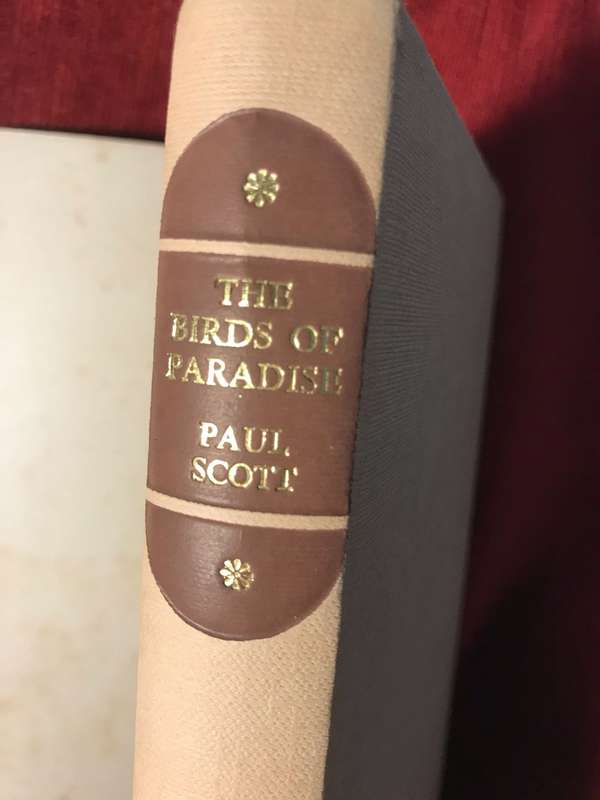 THE
BIRDS OF
PARADISE
PAUL
SCOTT